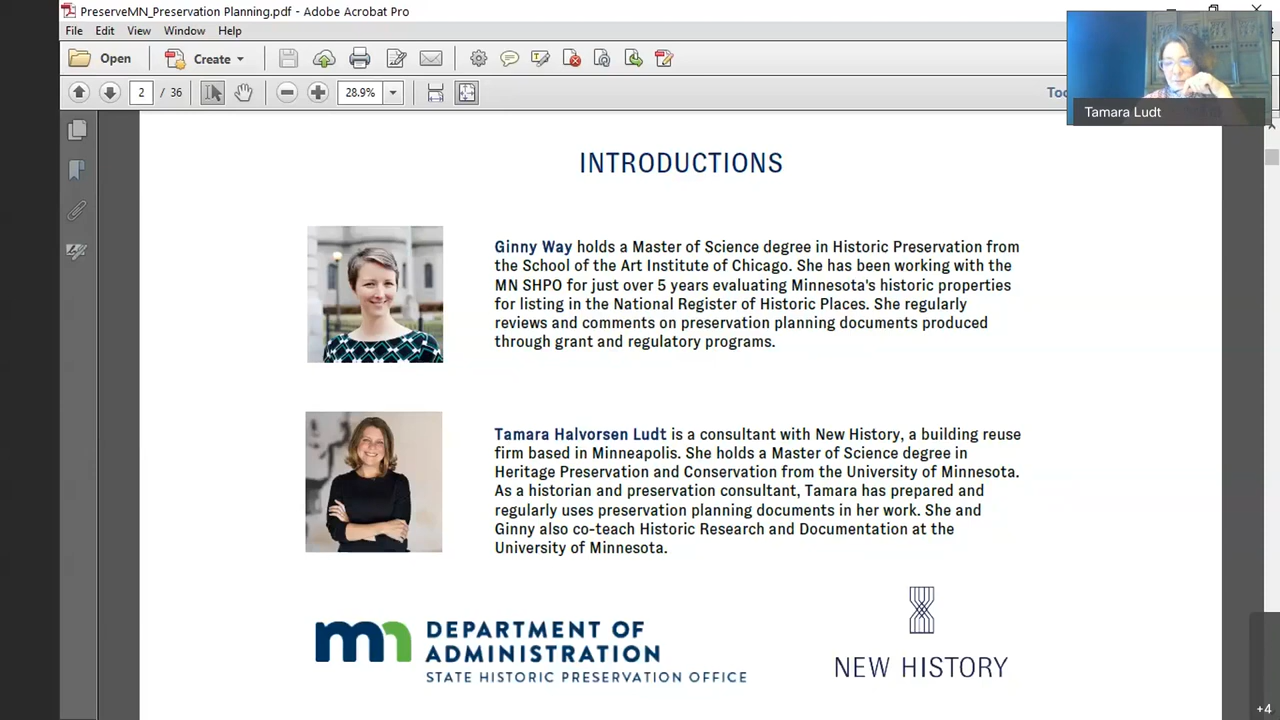 PreserveMN_Preservation Planning.pdf - Adobe Acrobat Pro
File Edit View Window Help
Open Create
2 / 36 28.9%
Tamara Ludt
INTRODUCTIONS
Ginny Way holds a Master of Science degree in Historic Preservation from
the School of the Art Institute of Chicago. She has been working with the
MN SHPO for just over 5 years evaluating Minnesota's historic properties
for listing in the National Register of Historic Places. She regularly
reviews and comments on preservation planning documents produced
through grant and regulatory programs.
Tamara Halvorsen Ludt is a consultant with New History, a building reuse
firm based in Minneapolis. She holds a Master of Science degree in
Heritage Preservation and Conservation from the University of Minnesota.
As a historian and preservation consultant, Tamara has prepared and
regularly uses preservation planning documents in her work. She and
Ginny also co-teach Historic Research and Documentation at the
University of Minnesota.
mn DEPARTMENT OF
ADMINISTRATION
STATE HISTORIC PRESERVATION OFFICE
NEW HISTORY
+4